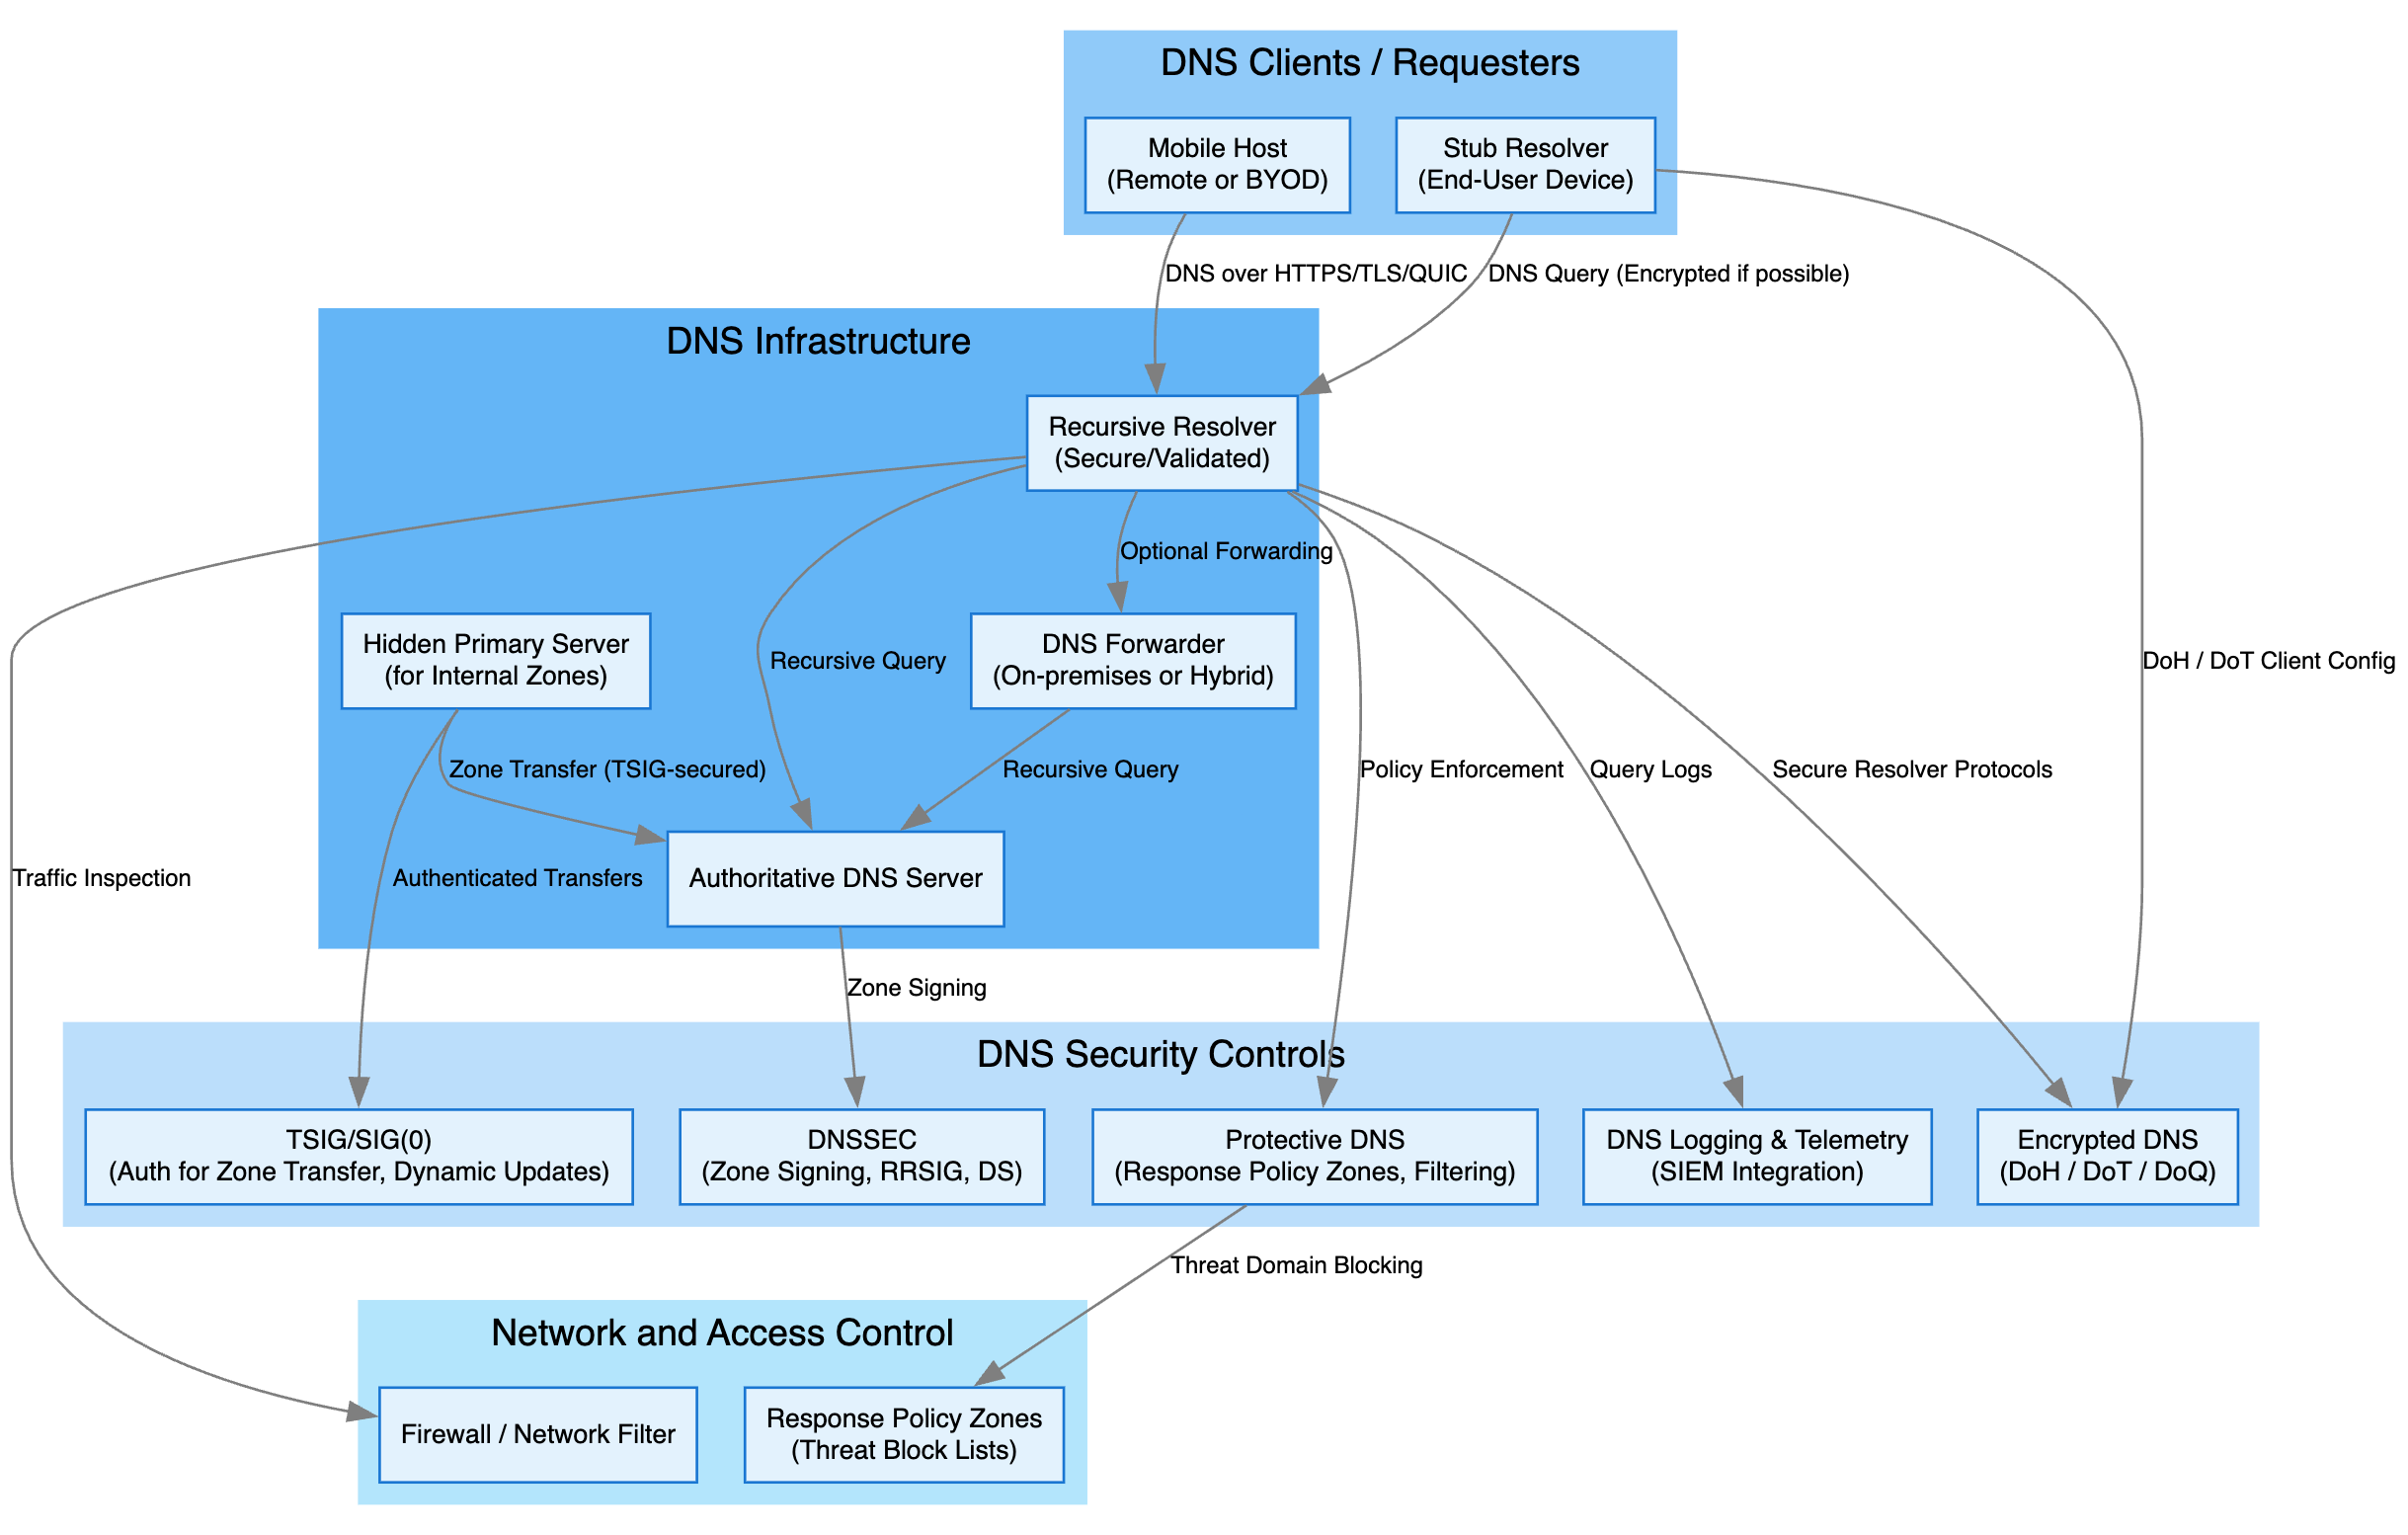 DNS Clients / Requesters
Mobile Host
(Remote or BYOD)
Stub Resolver
(End-User Device)
DNS over HTTPS/TLS/QUIC
DNS Query (Encrypted if possible)
DNS Infrastructure
Recursive Resolver
(Secure/Validated)
Optional Forwarding
Hidden Primary Server
(for Internal Zones)
Recursive Query
DNS Forwarder
(On-premises or Hybrid)
DoH / DoT Client Config
Zone Transfer (TSIG-secured)
Recursive Query
Policy Enforcement
Query Logs
Secure Resolver Protocols
Traffic Inspection
Authenticated Transfers
Authoritative DNS Server
Zone Signing
DNS Security Controls
TSIG/SIG(0)
(Auth for Zone Transfer, Dynamic Updates)
DNSSEC
(Zone Signing, RRSIG, DS)
Protective DNS
(Response Policy Zones, Filtering)
DNS Logging & Telemetry
(SIEM Integration)
Encrypted DNS
(DoH / DoT / DoQ)
Threat Domain Blocking
Network and Access Control
Firewall / Network Filter
Response Policy Zones
(Threat Block Lists)